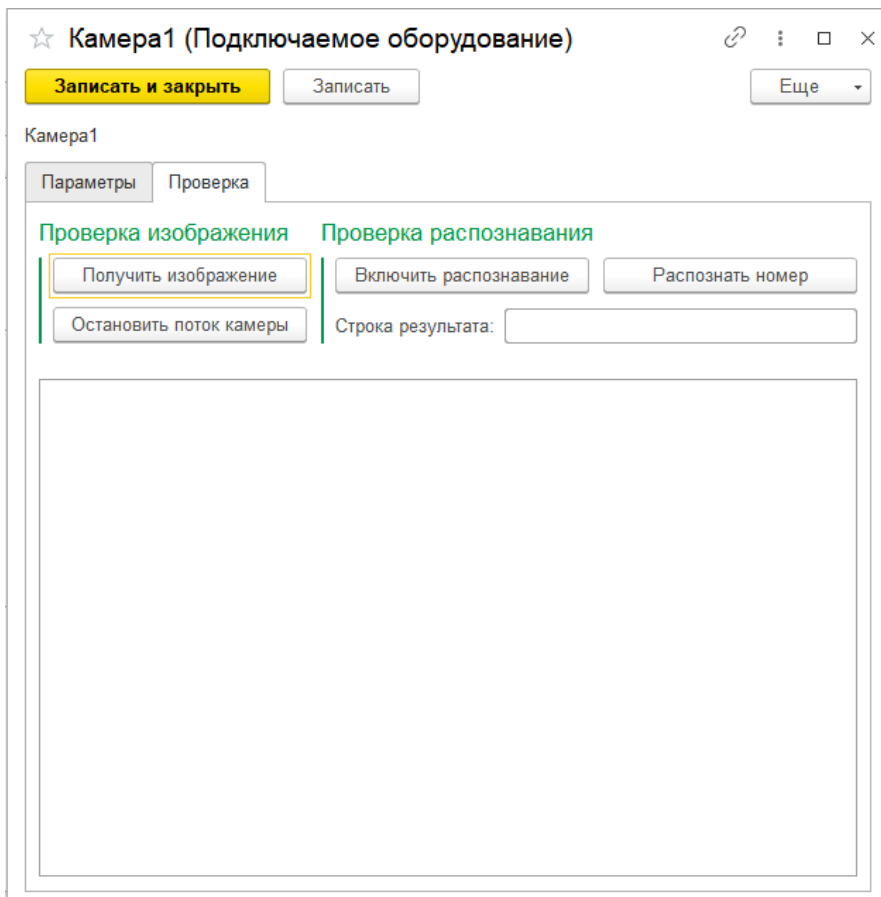 Камера1 (Подключаемое оборудование)
Записать и закрыть Записать Еще
Камера1
Параметры Проверка
Проверка изображения Проверка распознавания
Получить изображение Включить распознавание Распознать номер
Остановить поток камеры Строка результата: